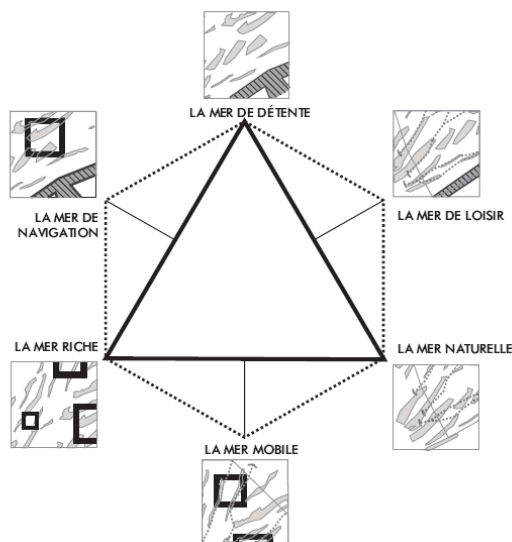 LA MER DE DÉTENTE
LA MER DE
NAVIGATION
LA MER DE LOISIR
LA MER RICHE
LA MER NATURELLE
LA MER MOBILE